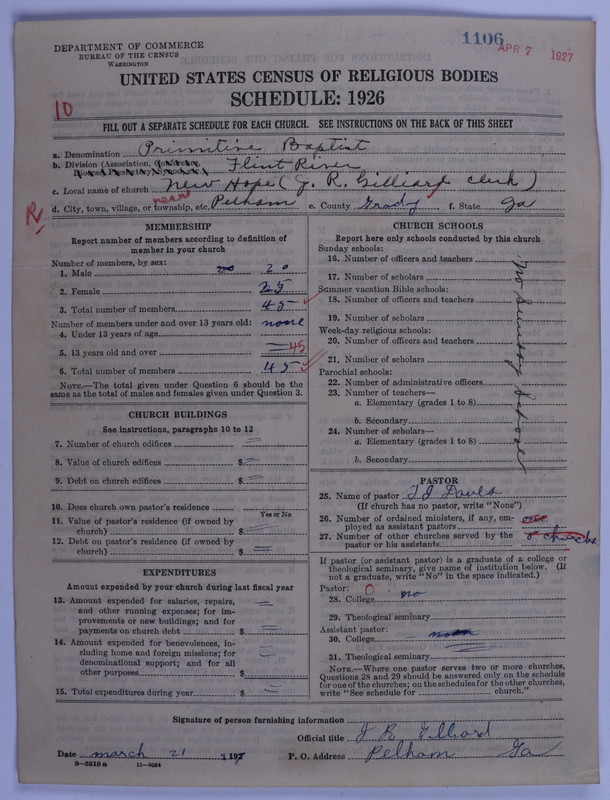 1106
APR 7 1927
DEPARTMENT OF COMMERCE
BUREAU OF THE CENSUS
WASHINGTON
UNITED STATES CENSUS OF RELIGIOUS BODIES
SCHEDULE: 1926
10
FILL OUT A SEPARATE SCHEDULE FOR EACH CHURCH. SEE INSTRUCTIONS ON THE BACK OF THIS SHEET
a. Denomination Primitive Baptist
b. Division (Association, Conference, Diocese, Presbytery, Synod, etc.) Flint River
c. Local name of church New Hope (J. R. Gilliard clerk)
R
d. City, town, village, or township, etc. near Pelham e. County Grady f. State Ga
MEMBERSHIP
Report number of members according to definition of
member in your church
Number of members, by sex:
1. Male 20
2. Female 25
3. Total number of members 45
Number of members under and over 13 years old:
4. Under 13 years of age none
5. 13 years old and over 45
6. Total number of members 45
NOTE.—The total given under Question 6 should be
same as the total of males and females given under Question 3.
CHURCH BUILDINGS
See instructions, paragraphs 10 to 12
7. Number of church edifices
8. Value of church edifices $
9. Debt on church edifices $
10. Does church own pastor's residence
Yes or No
11. Value of pastor's residence (if owned by
church) $
12. Debt on pastor's residence (if owned by
church) $
EXPENDITURES
Amount expended by your church during last fiscal year
13. Amount expended for salaries, repairs,
and other running expenses; for im-
provements or new buildings; and for
payments on church debt $
14. Amount expended for benevolences, in-
cluding home and foreign missions; for
denominational support; and for all
other purposes $
15. Total expenditures during year $
CHURCH SCHOOLS
Report here only schools conducted by this church
Sunday schools:
16. Number of officers and teachers
17. Number of scholars
Summer vacation Bible schools:
18. Number of officers and teachers
19. Number of scholars
Week-day religious schools:
20. Number of officers and teachers
21. Number of scholars
Parochial schools:
22. Number of administrative officers
23. Number of teachers—
a. Elementary (grades 1 to 8)
b. Secondary
24. Number of scholars—
a. Elementary (grades 1 to 8)
b. Secondary
no Sunday School
PASTOR
25. Name of pastor
(If church has no pastor, write "None")
26. Number of ordained ministers, if any, em-
ployed as assistant pastors
27. Number of other churches served by the
pastor or his assistants churches
If pastor (or assistant pastor) is a graduate of a college or
theological seminary, give name of institution below. (If
not a graduate, write "No" in the space indicated.)
Pastor:
28. College no
29. Theological seminary
Assistant pastor:
30. College
31. Theological seminary
NOTE.—Where one pastor serves two or more churches,
Questions 28 and 29 should be answered only on the schedule
for one of the churches; on the schedules for the other churches,
write "See schedule for church."
Signature of person furnishing information
Official title J R Gilliard
Date march 21 1927 P. O. Address Pelham Ga
8—5518 a 11—9084